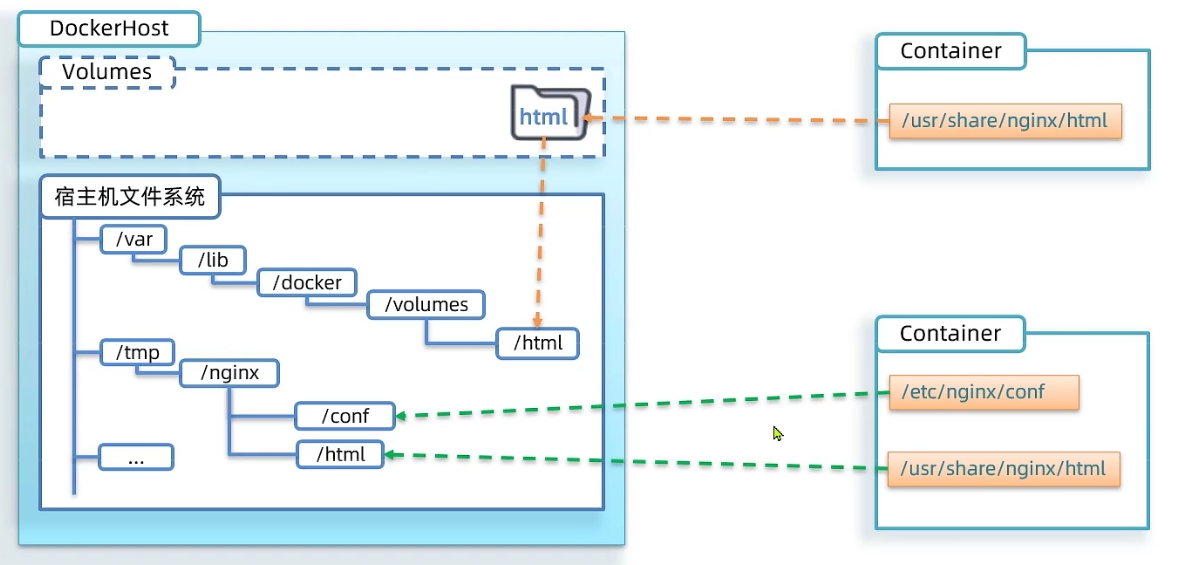 DockerHost
Volumes
html
宿主机文件系统
/var
/lib
/docker
/volumes
/html
/tmp
/nginx
/conf
/html
...
Container
/usr/share/nginx/html
Container
/etc/nginx/conf
/usr/share/nginx/html